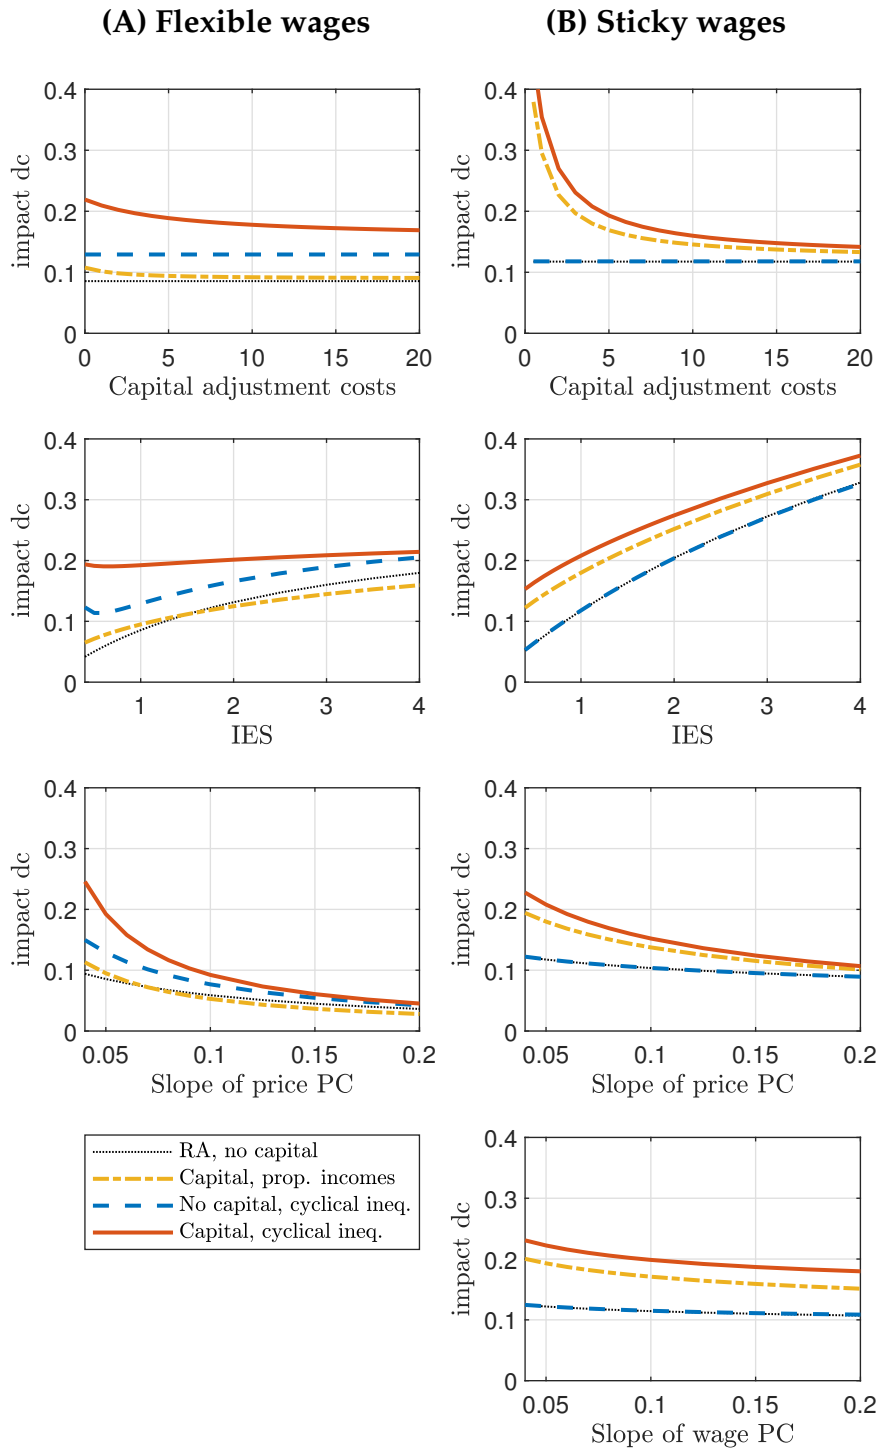 (A) Flexible wages
(B) Sticky wages
impact dc
0.4
0.3
0.2
0.1
0
0 5 10 15 20
Capital adjustment costs
impact dc
0.4
0.3
0.2
0.1
0
0 5 10 15 20
Capital adjustment costs
impact dc
0.4
0.3
0.2
0.1
0
1 2 3 4
IES
impact dc
0.4
0.3
0.2
0.1
0
1 2 3 4
IES
impact dc
0.4
0.3
0.2
0.1
0
0.05 0.1 0.15 0.2
Slope of price PC
impact dc
0.4
0.3
0.2
0.1
0
0.05 0.1 0.15 0.2
Slope of price PC
RA, no capital
Capital, prop. incomes
No capital, cyclical ineq.
Capital, cyclical ineq.
impact dc
0.4
0.3
0.2
0.1
0
0.05 0.1 0.15 0.2
Slope of wage PC